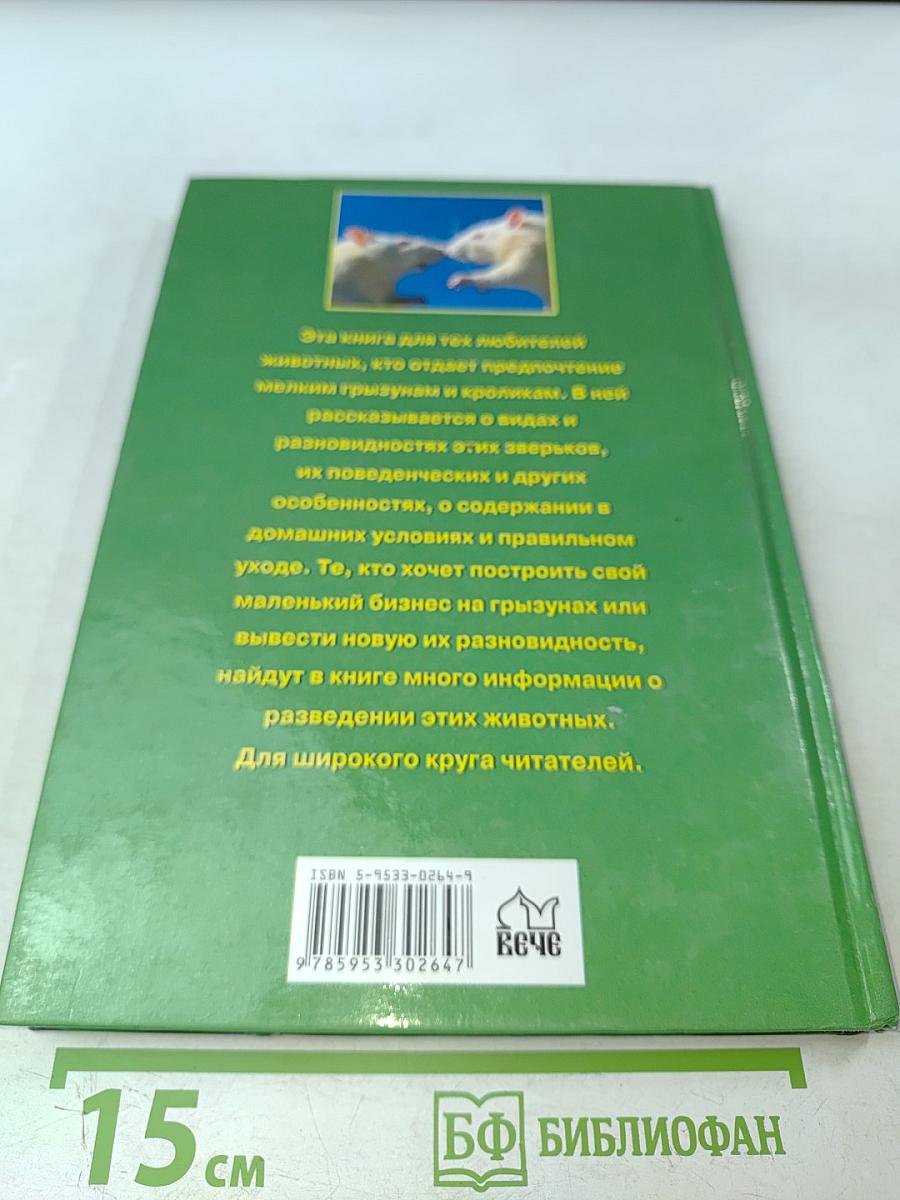 Эта книга для тех любителей
животных, кто отдает предпочтение
мелким грызунам и кроликам. В ней
рассказывается о видах и
разновидностях этих зверьков,
их поведенческих и других
особенностях, о содержании в
домашних условиях и правильном
уходе. Те, кто хочет построить свой
маленький бизнес на грызунах или
вывести новую их разновидность,
найдут в книге много информации о
разведении этих животных.
Для широкого круга читателей.
ISBN 5-9533-0264-9
9 785953 302647
ВЕЧЕ
15 см
БФ БИБЛИОФАН